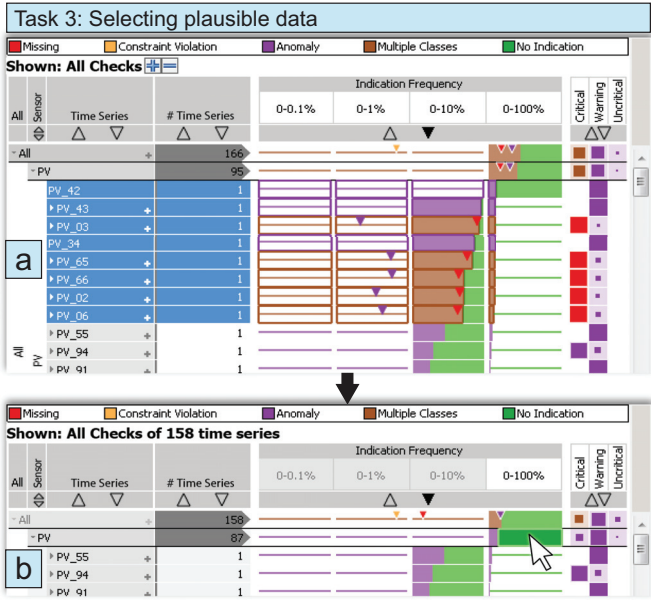 Task 3: Selecting plausible data
Missing Constraint Violation Anomaly Multiple Classes No Indication
Shown: All Checks
Indication Frequency
All Sensor Time Series # Time Series 0-0.1% 0-1% 0-10% 0-100% Critical Warning Uncritical
All 166
PV 95
PV_42 1
PV_43 1
PV_03 1
PV_34 1
a
PV_65 1
PV_66 1
PV_02 1
PV_06 1
PV_55 1
All PV PV_94 1
PV_91 1
Missing Constraint Violation Anomaly Multiple Classes No Indication
Shown: All Checks of 158 time series
Indication Frequency
All Sensor Time Series # Time Series 0-0.1% 0-1% 0-10% 0-100% Critical Warning Uncritical
All 158
PV 87
b
PV_55 1
PV_94 1
PV_91 1